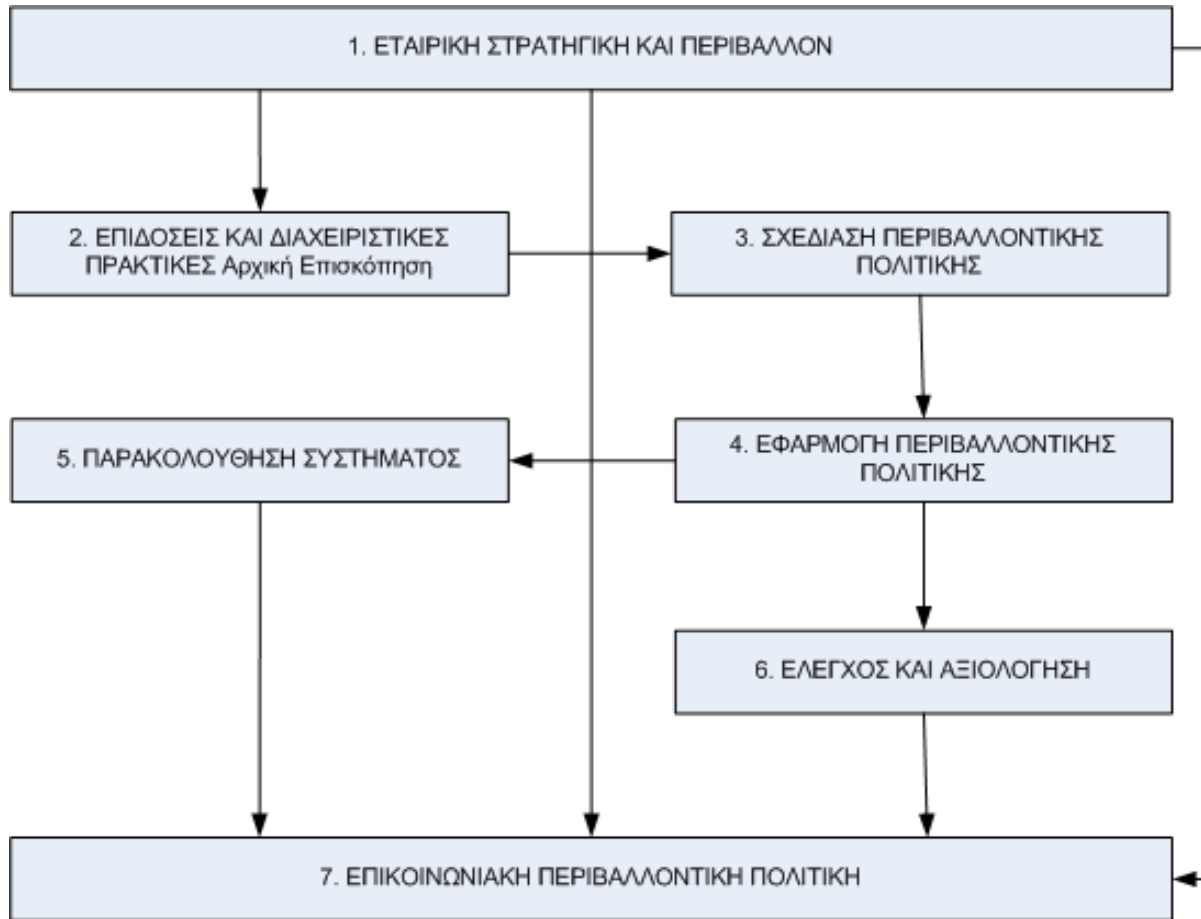 1. ΕΤΑΙΡΙΚΗ ΣΤΡΑΤΗΓΙΚΗ ΚΑΙ ΠΕΡΙΒΑΛΛΟΝ
2. ΕΠΙΔΟΣΕΙΣ ΚΑΙ ΔΙΑΧΕΙΡΙΣΤΙΚΕΣ
ΠΡΑΚΤΙΚΕΣ Αρχική Επισκόπηση
3. ΣΧΕΔΙΑΣΗ ΠΕΡΙΒΑΛΛΟΝΤΙΚΗΣ
ΠΟΛΙΤΙΚΗΣ
4. ΕΦΑΡΜΟΓΗ ΠΕΡΙΒΑΛΛΟΝΤΙΚΗΣ
ΠΟΛΙΤΙΚΗΣ
5. ΠΑΡΑΚΟΛΟΥΘΗΣΗ ΣΥΣΤΗΜΑΤΟΣ
6. ΕΛΕΓΧΟΣ ΚΑΙ ΑΞΙΟΛΟΓΗΣΗ
7. ΕΠΙΚΟΙΝΩΝΙΑΚΗ ΠΕΡΙΒΑΛΛΟΝΤΙΚΗ ΠΟΛΙΤΙΚΗ